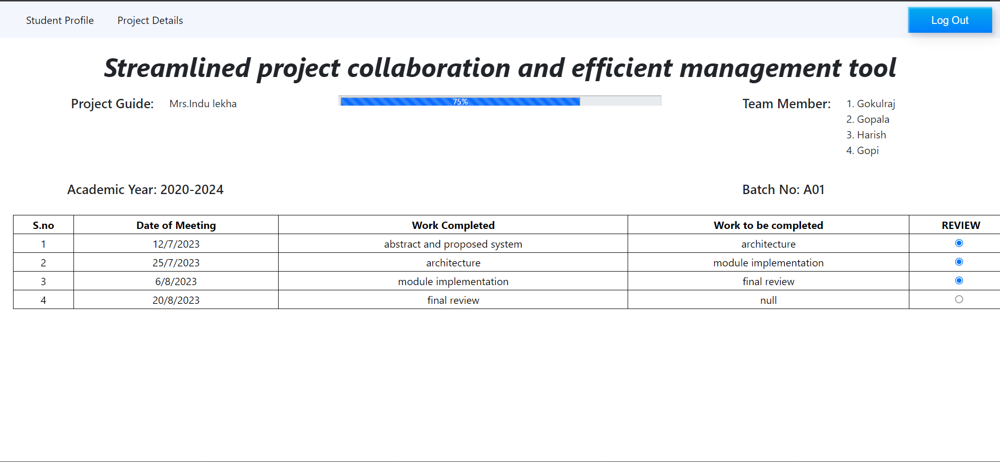 Student Profile Project Details Log Out
Streamlined project collaboration and efficient management tool
Project Guide: Mrs.Indu lekha 75% Team Member: 1. Gokulraj
2. Gopala
3. Harish
4. Gopi
Academic Year: 2020-2024 Batch No: A01
S.no Date of Meeting Work Completed Work to be completed REVIEW
1 12/7/2023 abstract and proposed system architecture
2 25/7/2023 architecture module implementation
3 6/8/2023 module implementation final review
4 20/8/2023 final review null